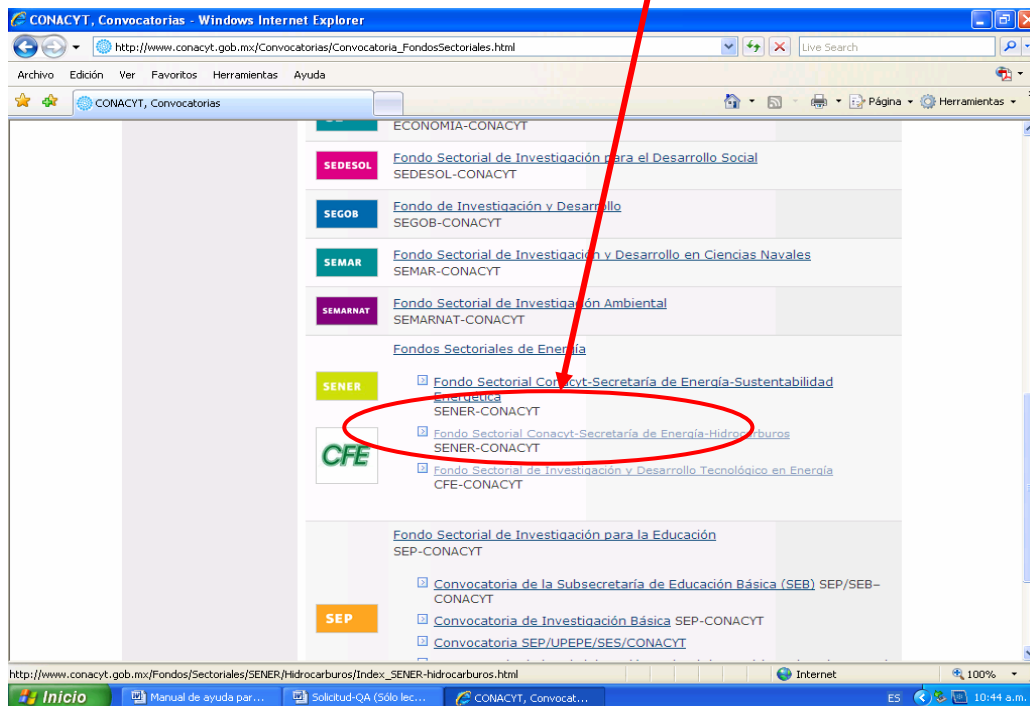 CONACYT, Convocatorias - Windows Internet Explorer
http://www.conacyt.gob.mx/Convocatorias/Convocatoria_FondosSectoriales.html
Live Search
Archivo Edición Ver Favoritos Herramientas Ayuda
CONACYT, Convocatorias
Página Herramientas
ECONOMIA-CONACYT
SEDESOL
Fondo Sectorial de Investigación para el Desarrollo Social
SEDESOL-CONACYT
SEGOB
Fondo de Investigación y Desarrollo
SEGOB-CONACYT
SEMAR
Fondo Sectorial de Investigación y Desarrollo en Ciencias Navales
SEMAR-CONACYT
SEMARNAT
Fondo Sectorial de Investigación Ambiental
SEMARNAT-CONACYT
Fondos Sectoriales de Energía
SENER
Fondo Sectorial Conacyt-Secretaría de Energía-Sustentabilidad
Energética
SENER-CONACYT
Fondo Sectorial Conacyt-Secretaría de Energía-Hidrocarburos
SENER-CONACYT
CFE
Fondo Sectorial de Investigación y Desarrollo Tecnológico en Energía
CFE-CONACYT
Fondo Sectorial de Investigación para la Educación
SEP-CONACYT
Convocatoria de la Subsecretaría de Educación Básica (SEB) SEP/SEB–
CONACYT
SEP
Convocatoria de Investigación Básica SEP-CONACYT
Convocatoria SEP/UPEPE/SES/CONACYT
http://www.conacyt.gob.mx/Fondos/Sectoriales/SENER/Hidrocarburos/Index_SENER-hidrocarburos.html
Internet
100%
Inicio
Manual de ayuda par...
Solicitud-QA (Sólo lec...
CONACYT, Convocat...
ES
10:44 a.m.